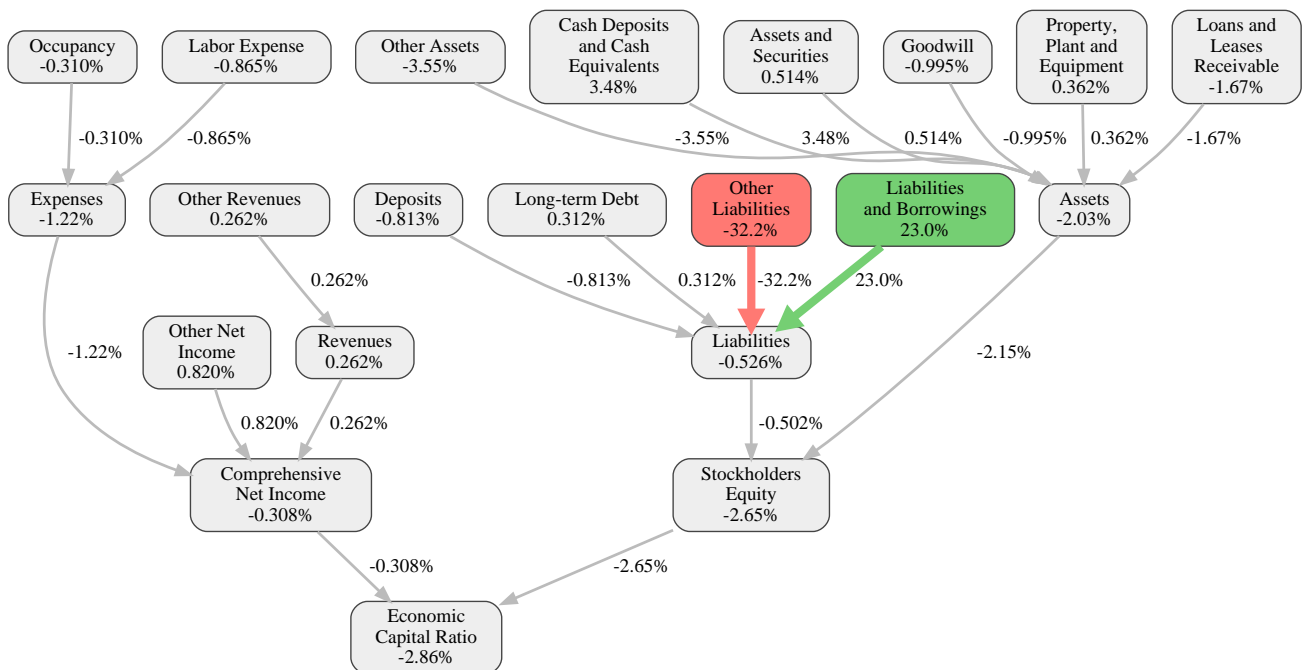 Occupancy
-0.310%
Labor Expense
-0.865%
Other Assets
-3.55%
Cash Deposits
and Cash
Equivalents
3.48%
Assets and
Securities
0.514%
Goodwill
-0.995%
Property,
Plant and
Equipment
0.362%
Loans and
Leases
Receivable
-1.67%
-0.310%
-0.865%
-3.55%
3.48%
0.514%
-0.995%
0.362%
-1.67%
Expenses
-1.22%
Other Revenues
0.262%
Deposits
-0.813%
Long-term Debt
0.312%
Other
Liabilities
-32.2%
Liabilities
and Borrowings
23.0%
Assets
-2.03%
0.262%
-0.813%
0.312%
-32.2%
23.0%
-1.22%
Other Net
Income
0.820%
Revenues
0.262%
Liabilities
-0.526%
-2.15%
0.820%
0.262%
-0.502%
Comprehensive
Net Income
-0.308%
Stockholders
Equity
-2.65%
-0.308%
-2.65%
Economic
Capital Ratio
-2.86%